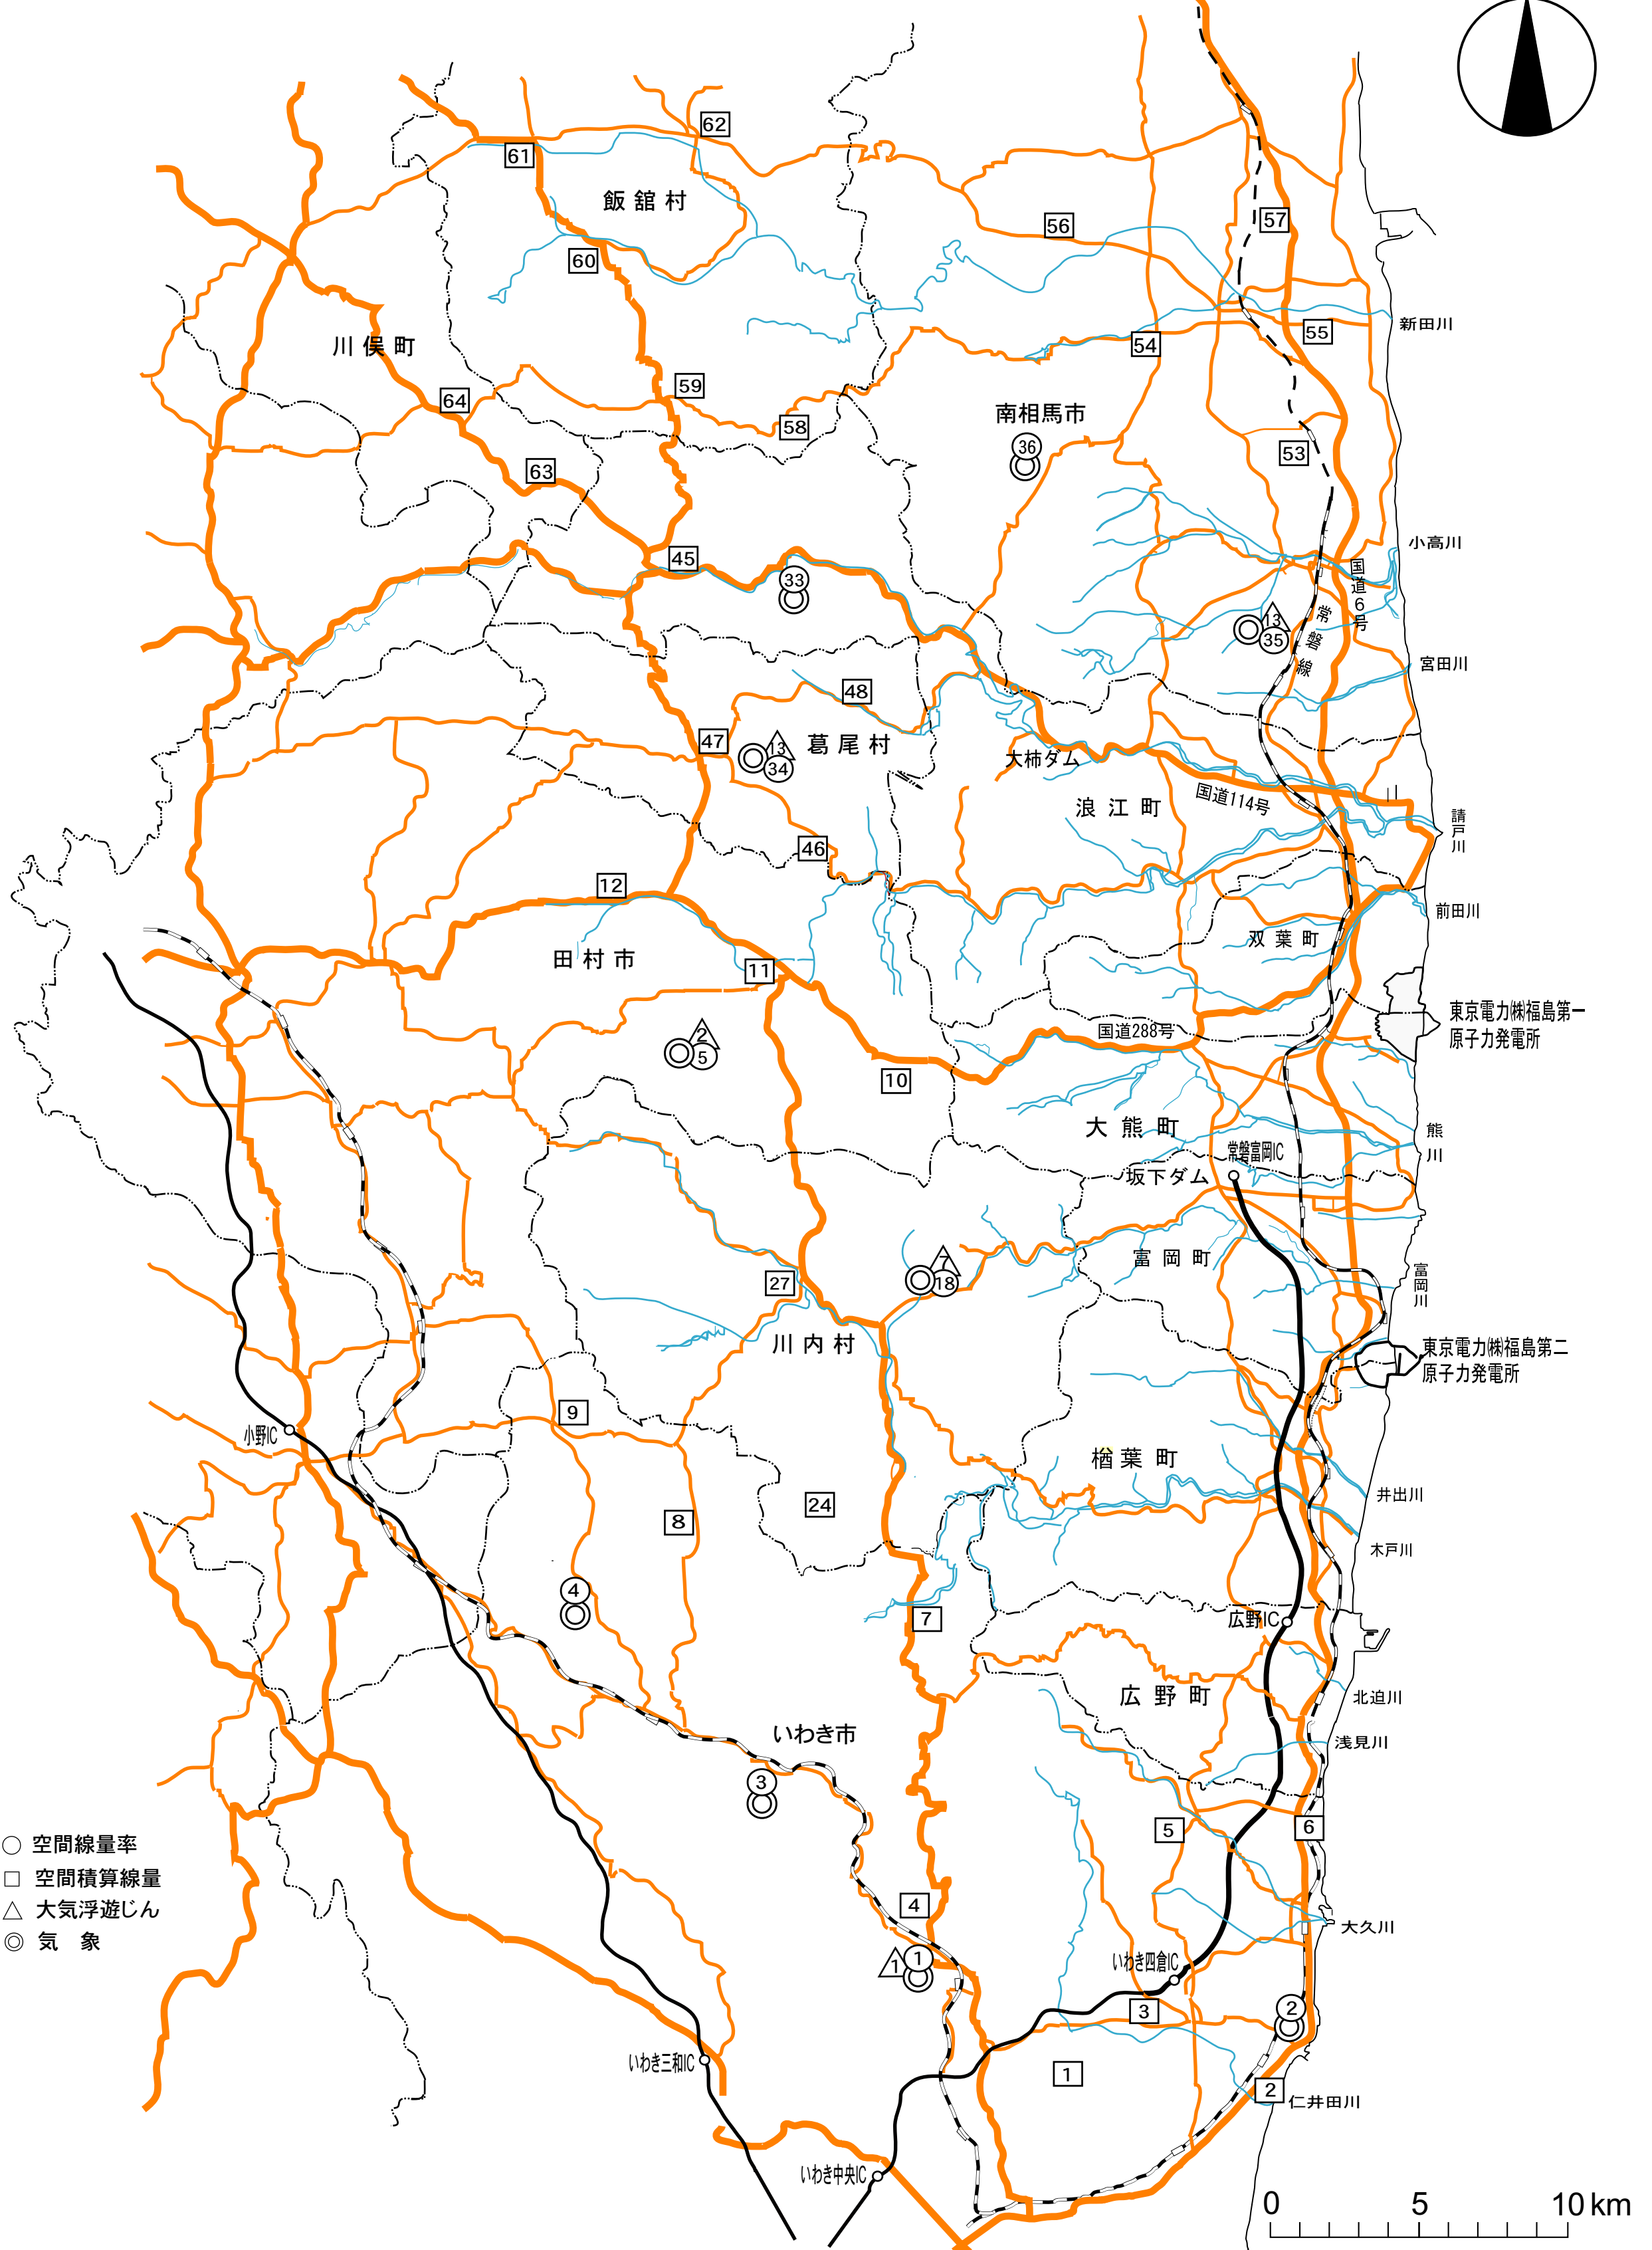 62
61
飯舘村
57
56
60
新田川
55
54
川俣町
59
64
58
南相馬市
36
53
63
小高川
45
国道6号
33
常磐線
13
35
宮田川
48
47
13
34
葛尾村
大柿ダム
浪江町
国道114号
請戸川
46
12
前田川
双葉町
田村市
11
東京電力㈱福島第一
原子力発電所
国道288号
2
5
10
大熊町
熊川
常磐富岡IC
坂下ダム
富岡町
7
18
27
富岡川
川内村
東京電力㈱福島第二
原子力発電所
9
小野IC
楢葉町
井出川
24
8
木戸川
4
7
広野IC
広野町
北迫川
いわき市
浅見川
3
5
6
○ 空間線量率
□ 空間積算線量
△ 大気浮遊じん
◎ 気 象
4
大久川
1
1
いわき四倉IC
2
3
いわき三和IC
1
2
仁井田川
いわき中央IC
0 5 10km